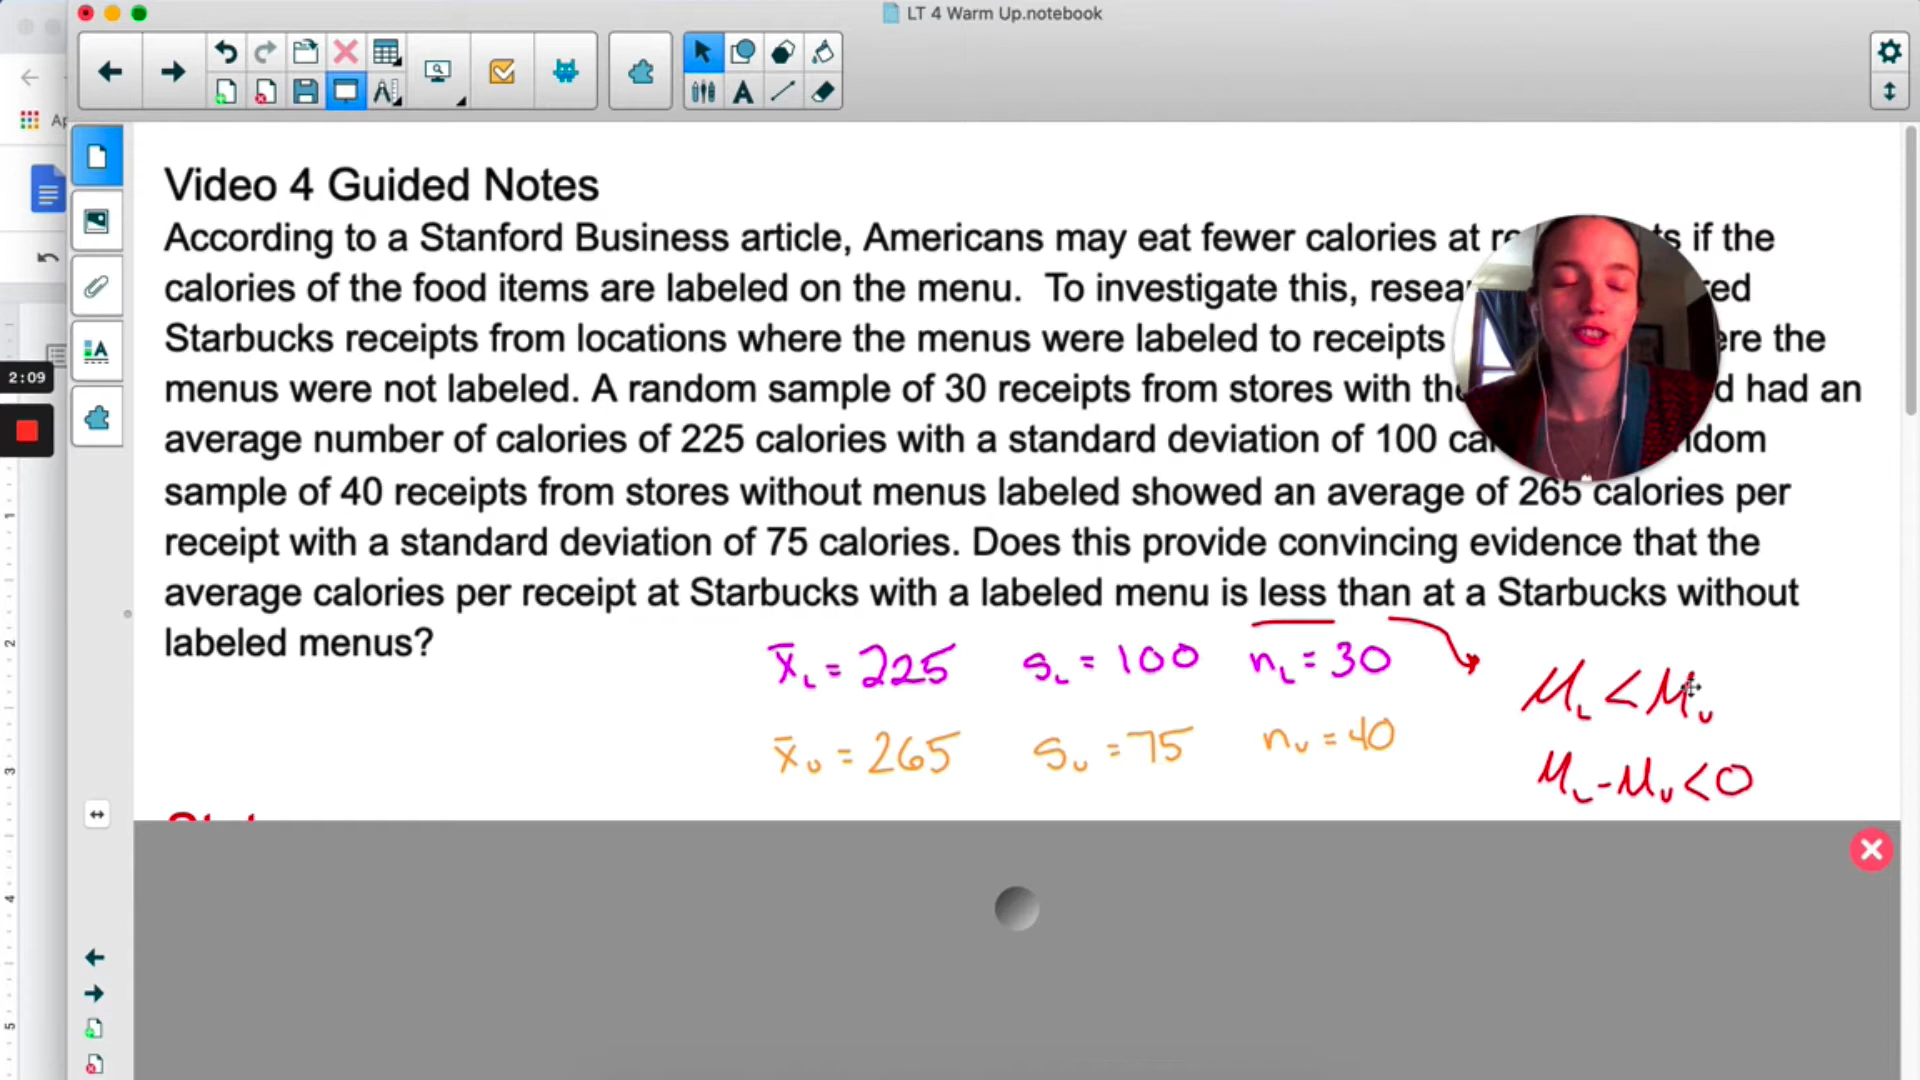 LT 4 Warm Up.notebook
Video 4 Guided Notes
According to a Stanford Business article, Americans may eat fewer calories at ts if the
calories of the food items are labeled on the menu. To investigate this, red
Starbucks receipts from locations where the menus were labeled to receipts ere the
menus were not labeled. A random sample of 30 receipts from stores with d had an
average number of calories of 225 calories with a standard deviation of 100 dom
sample of 40 receipts from stores without menus labeled showed an average of 265 calories per
receipt with a standard deviation of 75 calories. Does this provide convincing evidence that the
average calories per receipt at Starbucks with a labeled menu is less than at a Starbucks without
labeled menus?
x̄L = 225 sL = 100 nL = 30
μL < μU
x̄U = 265 sU = 75 nU = 40
μL - μU < 0
2:09
1
2
3
4
5